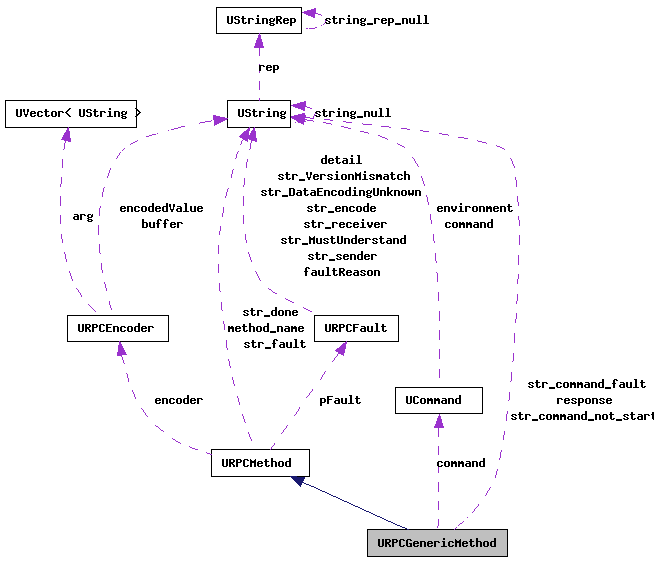 UStringRep
string_rep_null
rep
UVector< UString >
UString
string_null
detail
str_VersionMismatch
str_DataEncodingUnknown
str_encode
str_receiver
str_MustUnderstand
str_sender
faultReason
arg
encodedValue
buffer
environment
command
str_done
method_name
str_fault
URPCEncoder
URPCFault
str_command_fault
response
str_command_not_start
encoder
pFault
UCommand
URPCMethod
command
URPCGenericMethod